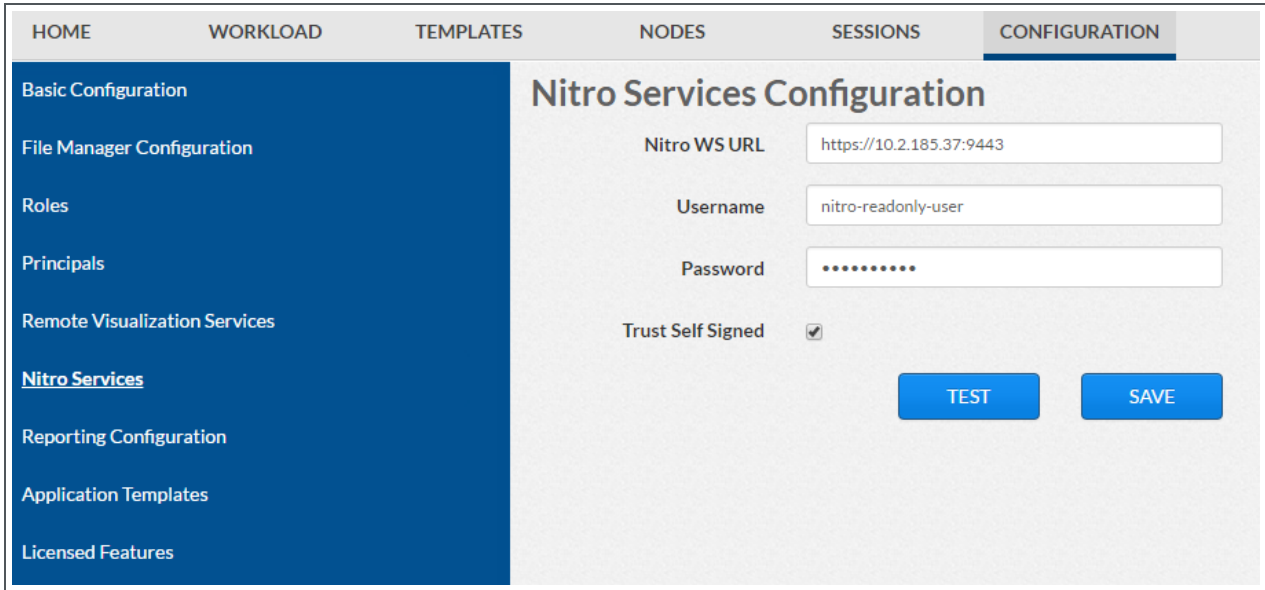 HOME WORKLOAD TEMPLATES NODES SESSIONS CONFIGURATION
Basic Configuration
File Manager Configuration
Roles
Principals
Remote Visualization Services
Nitro Services
Reporting Configuration
Application Templates
Licensed Features
Nitro Services Configuration
Nitro WS URL https://10.2.185.37:9443
Username nitro-readonly-user
Password ••••••••••
Trust Self Signed
TEST SAVE